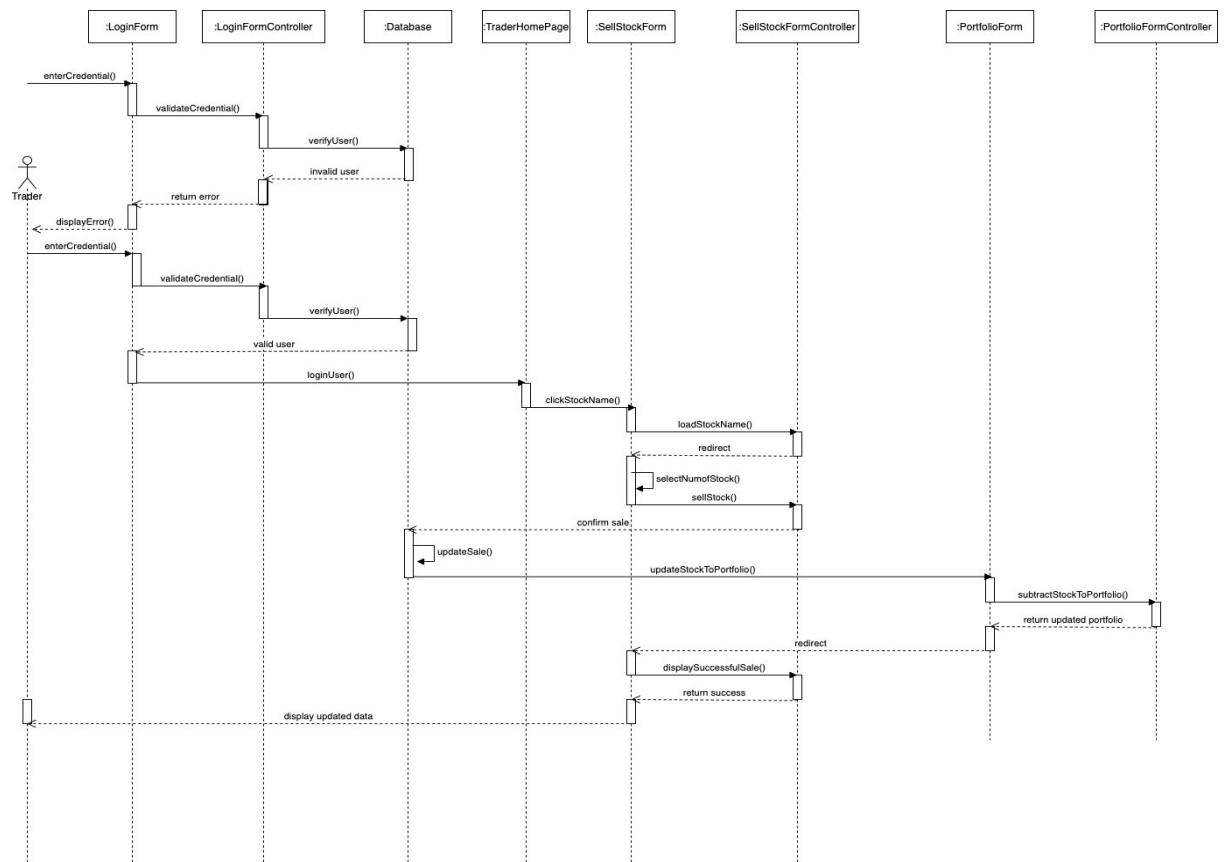 :LoginForm
:LoginFormController
:Database
:TraderHomePage
:SellStockForm
:SellStockFormController
:PortfolioForm
:PortfolioFormController
enterCredential()
validateCredential()
verifyUser()
invalid user
Trader
return error
displayError()
enterCredential()
validateCredential()
verifyUser()
valid user
loginUser()
clickStockName()
loadStockName()
redirect
selectNumofStock()
sellStock()
confirm sale
updateSale()
updateStockToPortfolio()
subtractStockToPortfolio()
return updated portfolio
redirect
displaySuccessfulSale()
return success
display updated data